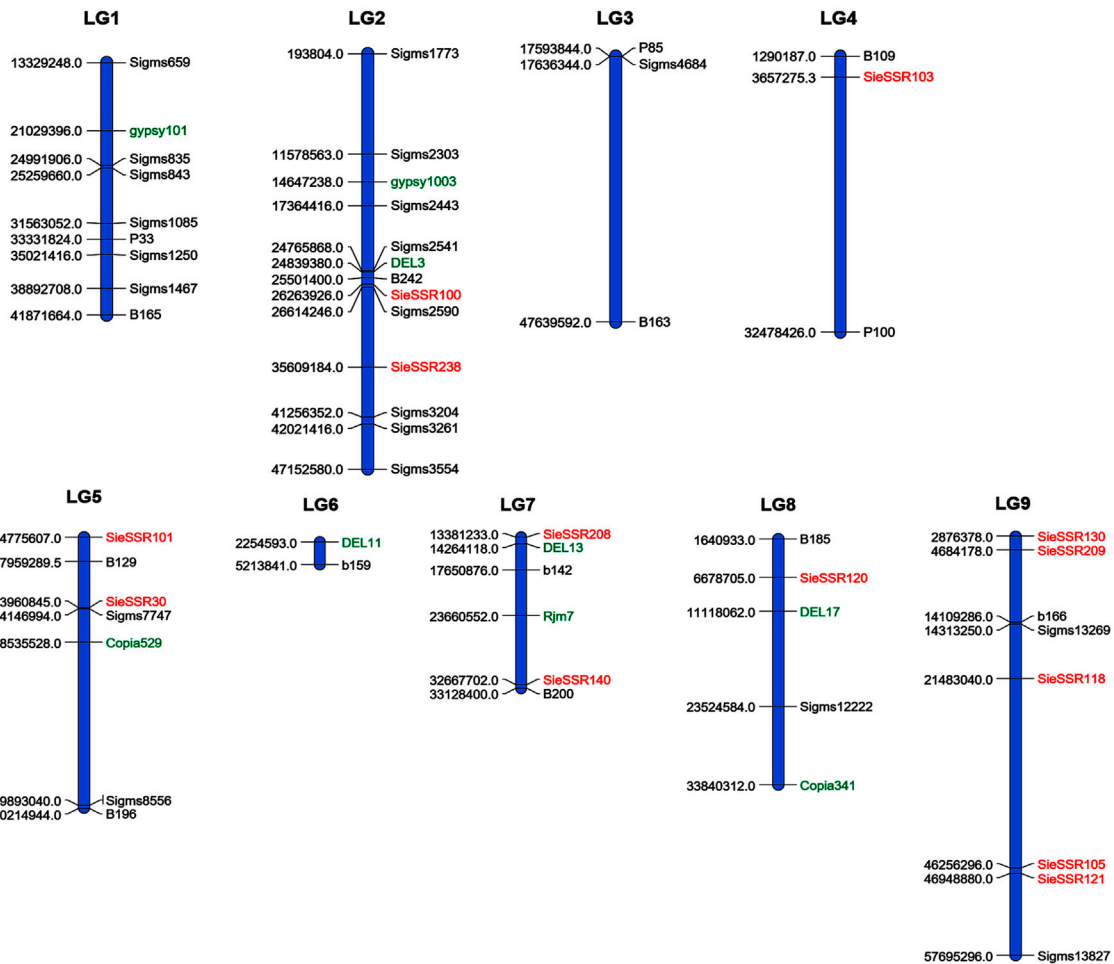 LG1
13329248.0 Sigms659
21029396.0 gypsy101
24991906.0 Sigms835
25259660.0 Sigms843
31563052.0 Sigms1085
33331824.0 P33
35021416.0 Sigms1250
38892708.0 Sigms1467
41871664.0 B165
LG2
193804.0 Sigms1773
11578563.0 Sigms2303
14647238.0 gypsy1003
17364416.0 Sigms2443
24765868.0 Sigms2541
24839380.0 DEL3
25501400.0 B242
26263926.0 SieSSR100
26614246.0 Sigms2590
35609184.0 SieSSR238
41256352.0 Sigms3204
42021416.0 Sigms3261
47152580.0 Sigms3554
LG3
17593844.0 P85
17636344.0 Sigms4684
47639592.0 B163
LG4
1290187.0 B109
3657275.3 SieSSR103
32478426.0 P100
LG5
4775607.0 SieSSR101
7959289.5 B129
3960845.0 SieSSR30
4146994.0 Sigms7747
8535528.0 Copia529
9893040.0 Sigms8556
0214944.0 B196
LG6
2254593.0 DEL11
5213841.0 b159
LG7
13381233.0 SieSSR208
14264118.0 DEL13
17650876.0 b142
23660552.0 Rjm7
32667702.0 SieSSR140
33128400.0 B200
LG8
1640933.0 B185
6678705.0 SieSSR120
11118062.0 DEL17
23524584.0 Sigms12222
33840312.0 Copia341
LG9
2876378.0 SieSSR130
4684178.0 SieSSR209
14109286.0 b166
14313250.0 Sigms13269
21483040.0 SieSSR118
46256296.0 SieSSR105
46948880.0 SieSSR121
57695296.0 Sigms13827